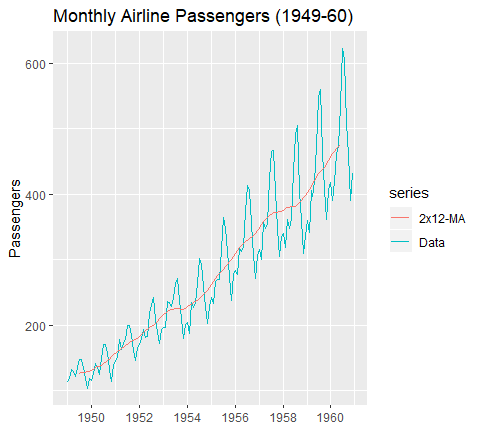 Monthly Airline Passengers (1949-60)
600
400
200
Passengers
1950 1952 1954 1956 1958 1960
series
2x12-MA
Data